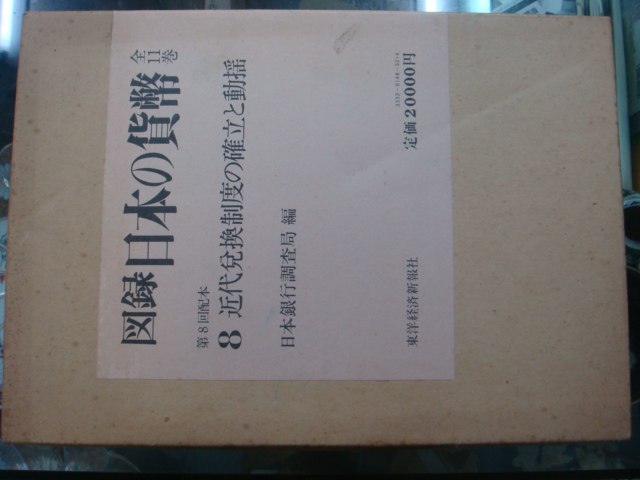 図録 日本の貨幣 全11巻
第8回配本
8 近代兌換制度の確立と動揺
日本銀行調査局 編
東洋経済新報社
定価20000円